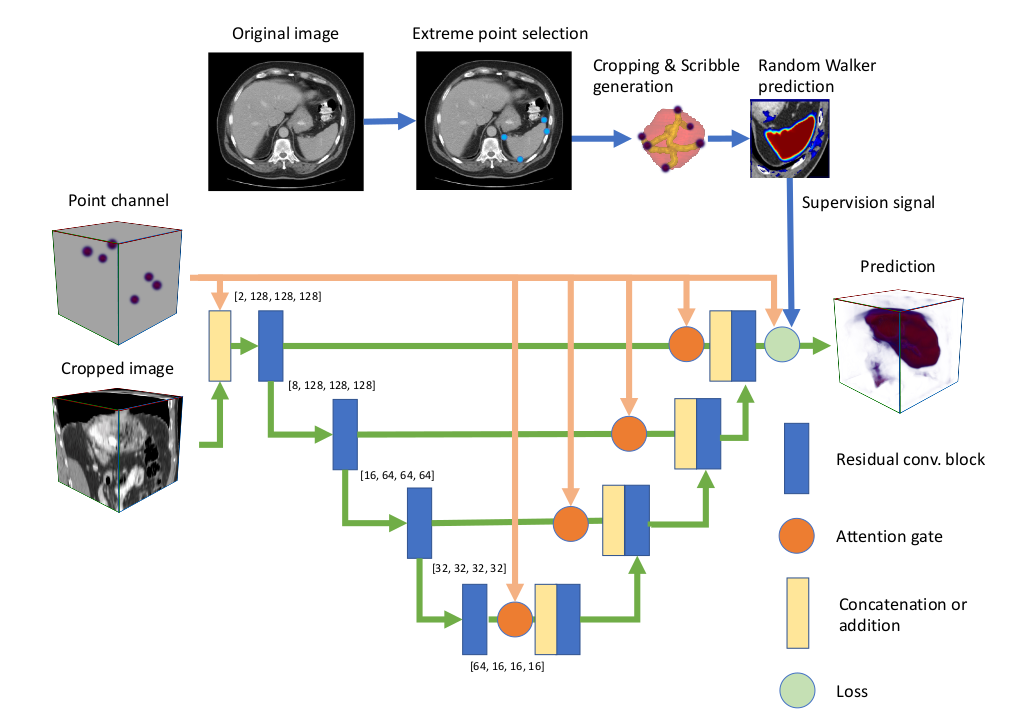 Original image
Extreme point selection
Cropping & Scribble
generation
Random Walker
prediction
Supervision signal
Point channel
Prediction
[2, 128, 128, 128]
Cropped image
[8, 128, 128, 128]
[16, 64, 64, 64]
[32, 32, 32, 32]
[64, 16, 16, 16]
Residual conv. block
Attention gate
Concatenation or
addition
Loss